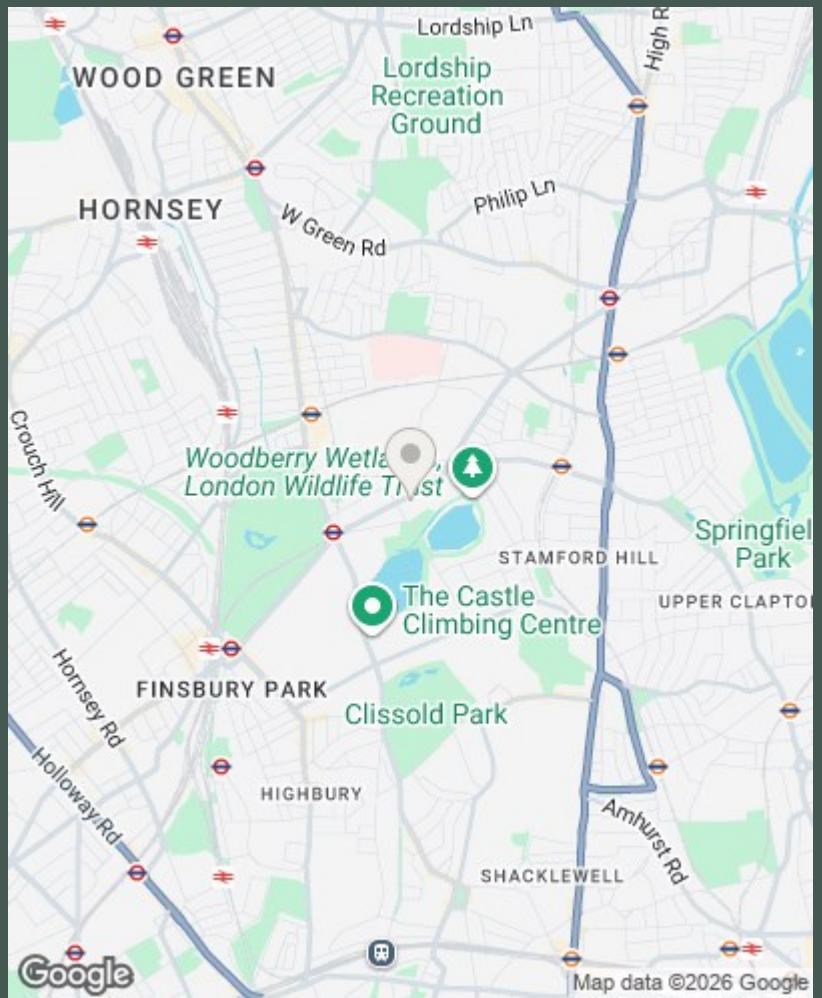 Lordship Ln
High R
WOOD GREEN
Lordship
Recreation
Ground
HORNSEY
Philip Ln
W Green Rd
Crouch Hill
Woodberry Wetla
London Wildlife Trust
Springfiel
Park
STAMFORD HILL
The Castle
Climbing Centre
UPPER CLAPTO
Hornsey Rd
FINSBURY PARK
Clissold Park
Holloway Rd
HIGHBURY
Amhurst Rd
SHACKLEWELL
Google
Map data ©2026 Google